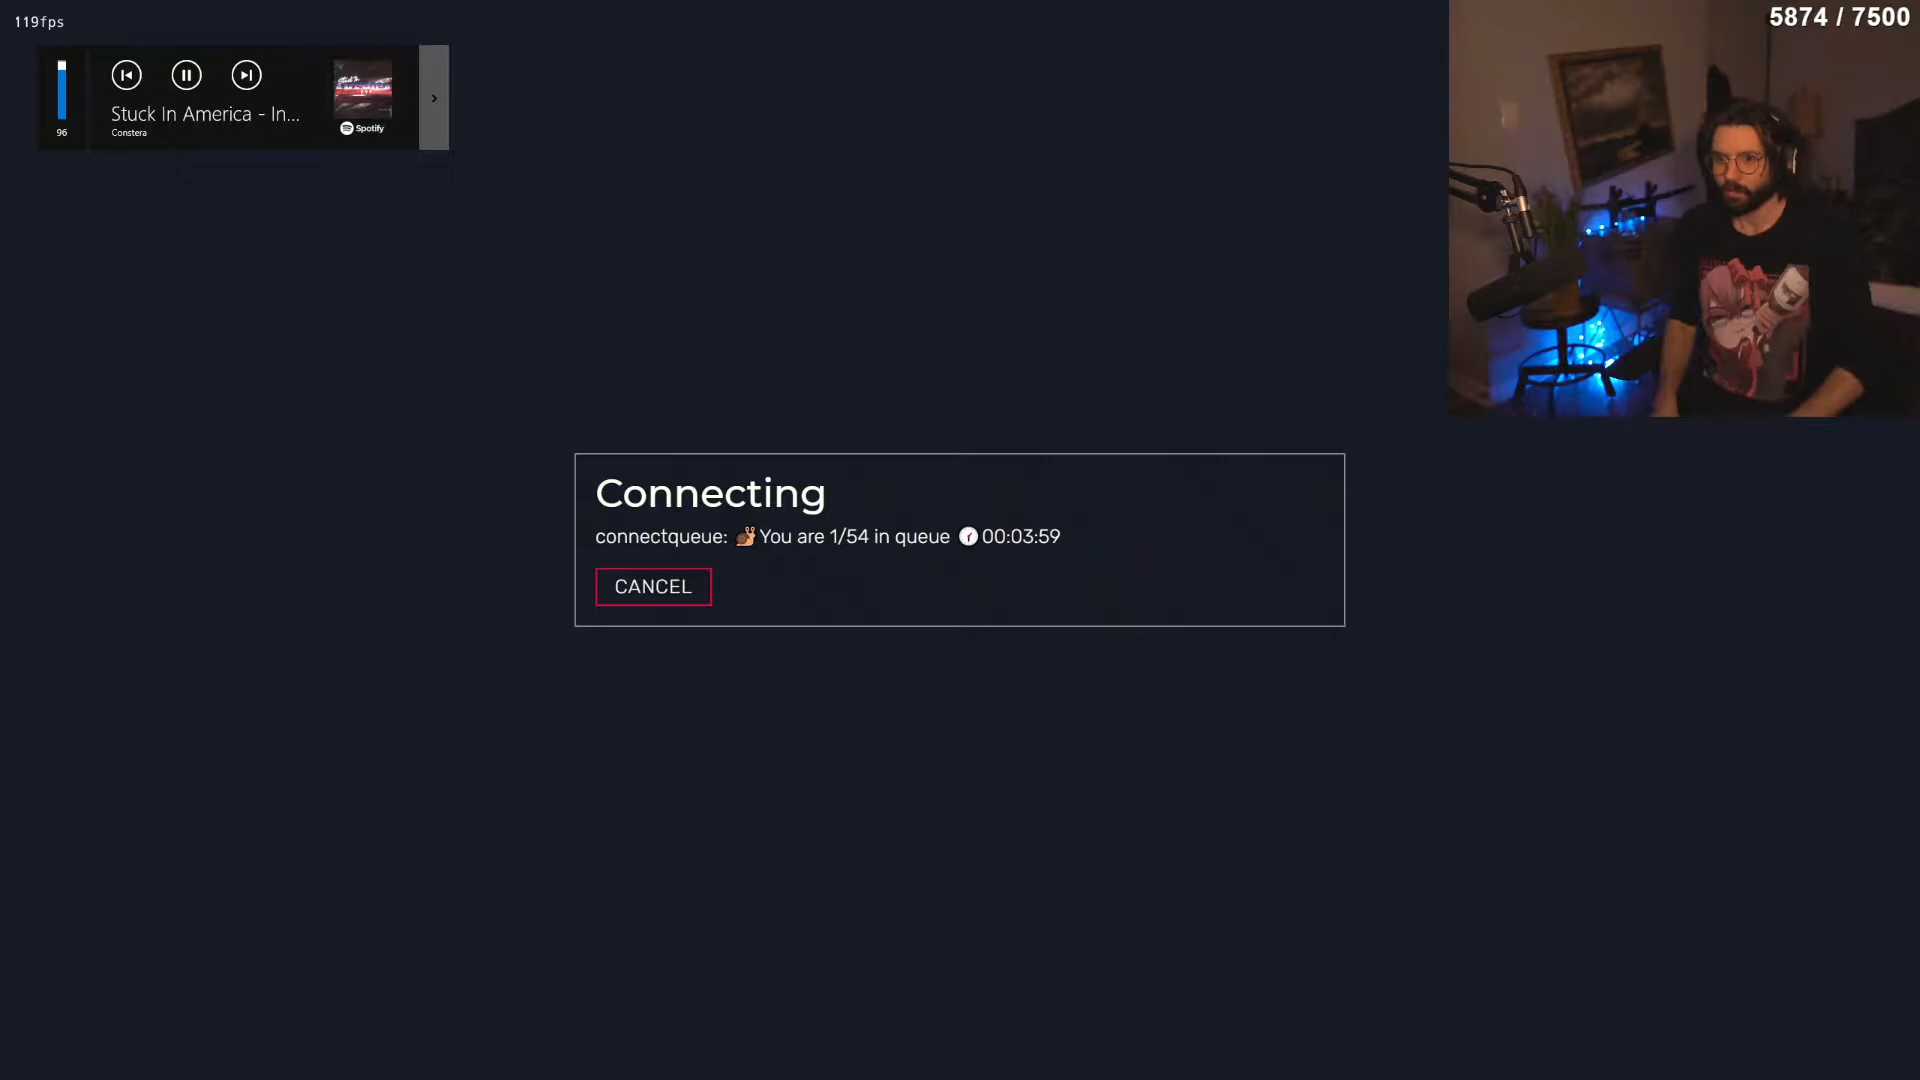 119fps
5874 / 7500
Stuck In America - In...
Constera
96
Spotify
Connecting
connectqueue: 🐌You are 1/54 in queue 🕐00:03:59
CANCEL